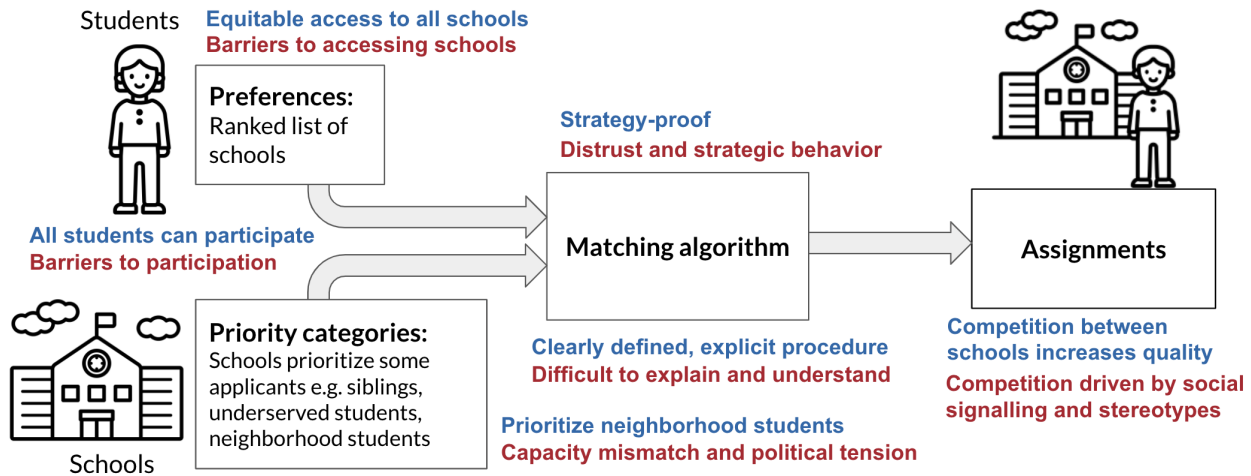 Students
Equitable access to all schools
Barriers to accessing schools
Preferences:
Ranked list of
schools
All students can participate
Barriers to participation
Priority categories:
Schools prioritize some
applicants e.g. siblings,
underserved students,
neighborhood students
Schools
Strategy-proof
Distrust and strategic behavior
Matching algorithm
Clearly defined, explicit procedure
Difficult to explain and understand
Prioritize neighborhood students
Capacity mismatch and political tension
Assignments
Competition between
schools increases quality
Competition driven by social
signalling and stereotypes